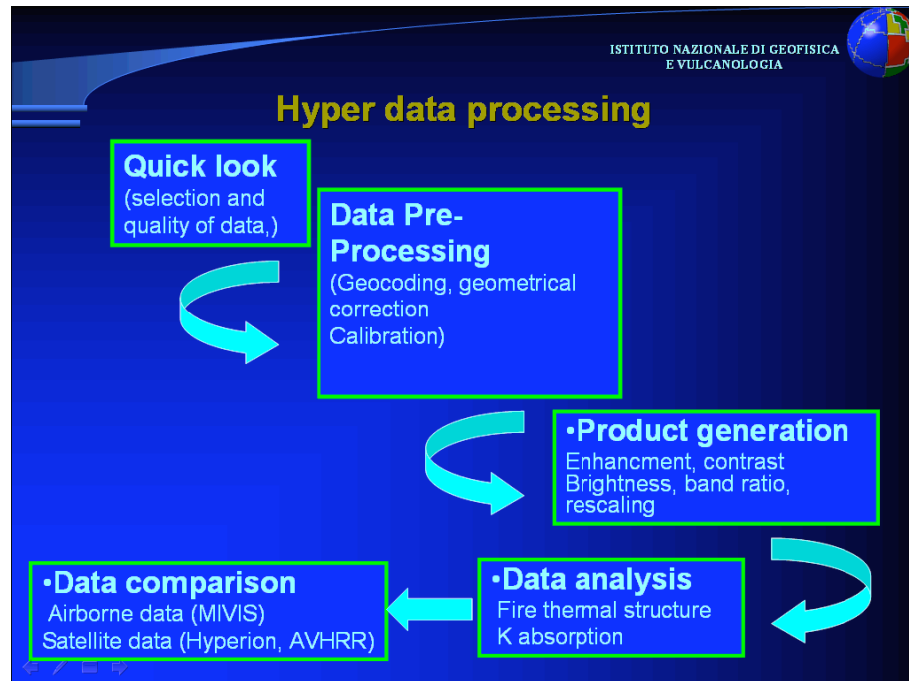 ISTITUTO NAZIONALE DI GEOFISICA
E VULCANOLOGIA
Hyper data processing
Quick look
(selection and
quality of data,)
Data Pre-
Processing
(Geocoding, geometrical
correction
Calibration)
•Product generation
Enhancment, contrast
Brightness, band ratio,
rescaling
•Data analysis
Fire thermal structure
K absorption
•Data comparison
Airborne data (MIVIS)
Satellite data (Hyperion, AVHRR)